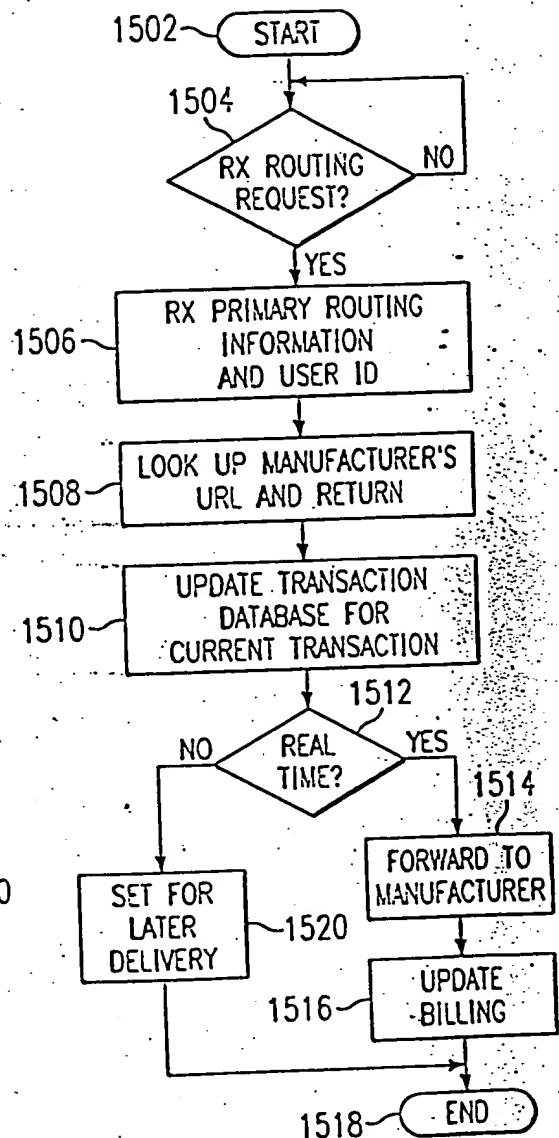 1502 START
1504
RX ROUTING
REQUEST?
NO
YES
1506
RX PRIMARY ROUTING
INFORMATION
AND USER ID
1508
LOOK UP MANUFACTURER'S
URL AND RETURN
1510
UPDATE TRANSACTION
DATABASE FOR
CURRENT TRANSACTION
1512
NO
REAL
TIME?
YES
1514
FORWARD TO
MANUFACTURER
0
SET FOR
LATER
DELIVERY
1520
1516
UPDATE
BILLING
1518 END